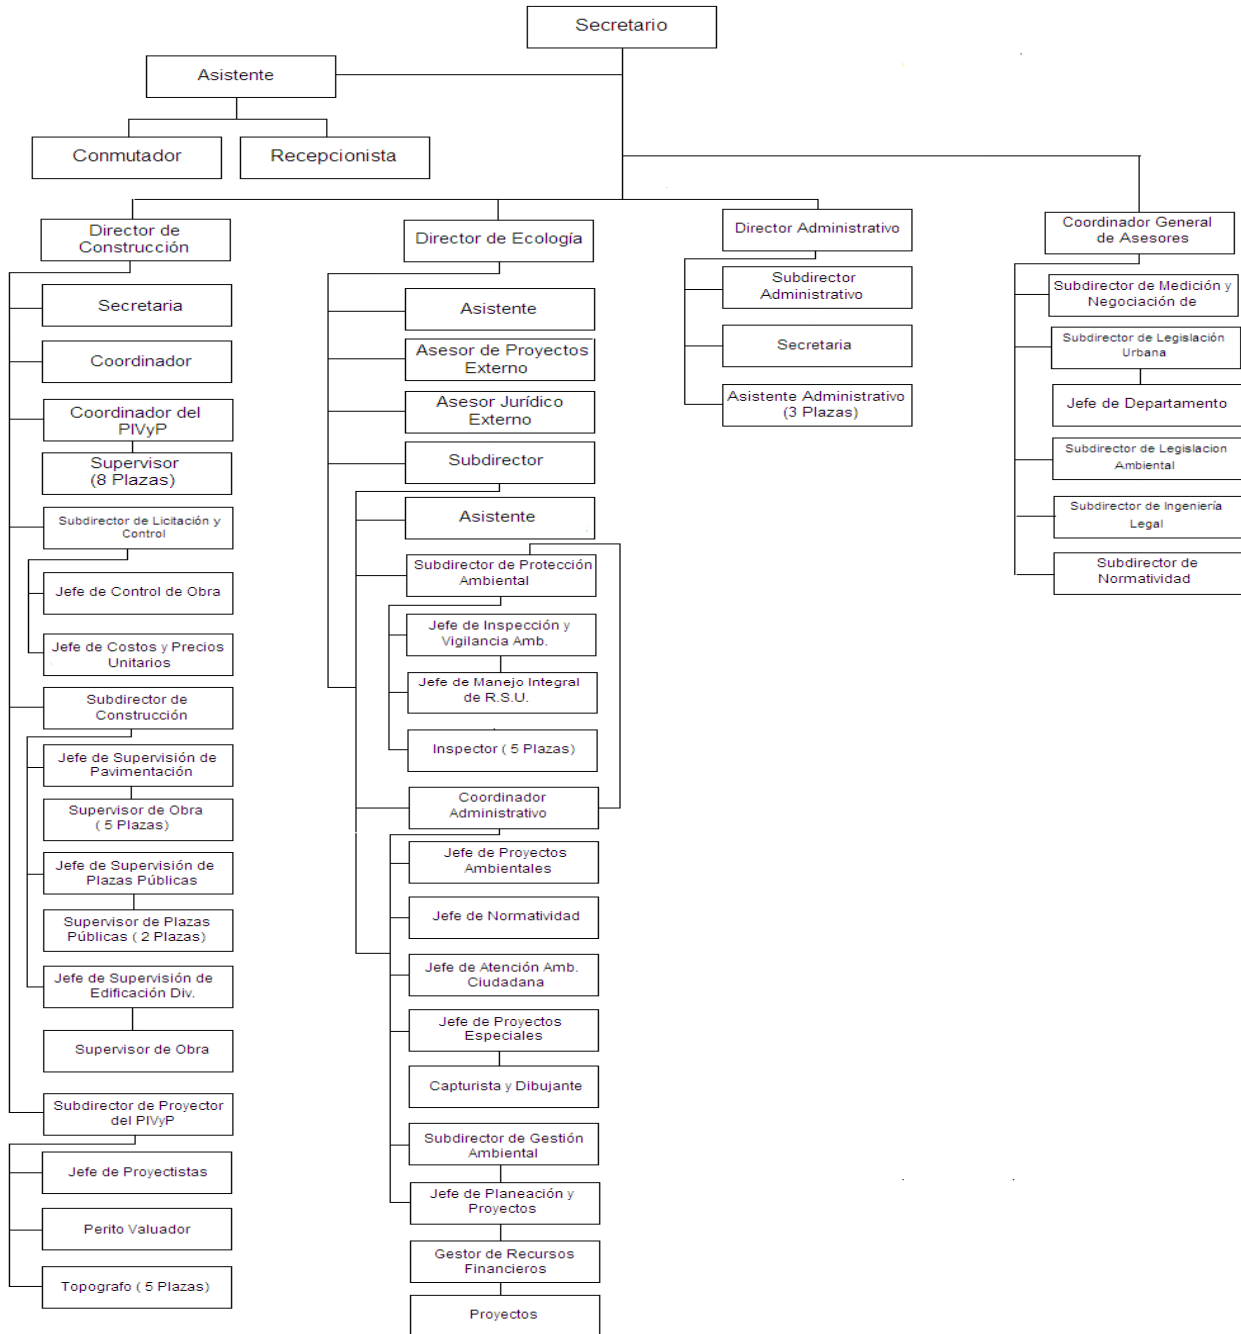 Secretario
Asistente
Conmutador
Recepcionista
Director de
Construcción
Secretaria
Coordinador
Coordinador del
PIVyP
Supervisor
(8 Plazas)
Subdirector de Licitación y
Control
Jefe de Control de Obra
Jefe de Costos y Precios
Unitarios
Subdirector de
Construcción
Jefe de Supervisión de
Pavimentación
Supervisor de Obra
( 5 Plazas)
Jefe de Supervisión de
Plazas Públicas
Supervisor de Plazas
Públicas ( 2 Plazas)
Jefe de Supervisión de
Edificación Div.
Supervisor de Obra
Subdirector de Proyector
del PIVyP
Jefe de Proyectistas
Perito Valuador
Topografo ( 5 Plazas)
Director de Ecología
Asistente
Asesor de Proyectos
Externo
Asesor Jurídico
Externo
Subdirector
Asistente
Subdirector de Protección
Ambiental
Jefe de Inspección y
Vigilancia Amb.
Jefe de Manejo Integral
de R.S.U.
Inspector ( 5 Plazas)
Coordinador
Administrativo
Jefe de Proyectos
Ambientales
Jefe de Normatividad
Jefe de Atención Amb.
Ciudadana
Jefe de Proyectos
Especiales
Capturista y Dibujante
Subdirector de Gestión
Ambiental
Jefe de Planeación y
Proyectos
Gestor de Recursos
Financieros
Proyectos
Director Administrativo
Subdirector
Administrativo
Secretaria
Asistente Administrativo
(3 Plazas)
Coordinador General
de Asesores
Subdirector de Medición y
Negociación de
Subdirector de Legislación
Urbana
Jefe de Departamento
Subdirector de Legislacion
Ambiental
Subdirector de Ingeniería
Legal
Subdirector de
Normatividad